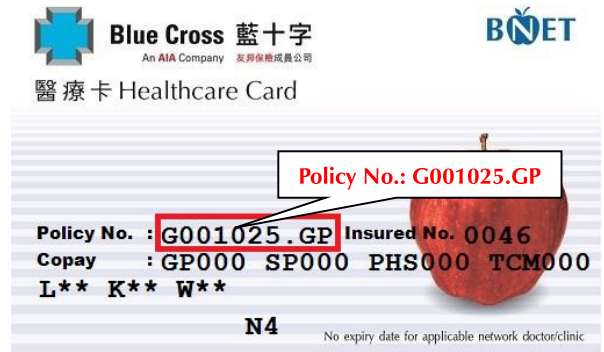 Blue Cross 藍十字
An AIA Company 友邦保險成員公司
BNET
醫療卡 Healthcare Card
Policy No.: G001025.GP
Policy No. : G001025.GP Insured No. 0046
Copay : GP000 SP000 PHS000 TCM000
L** K** W**
N4
No expiry date for applicable network doctor/clinic